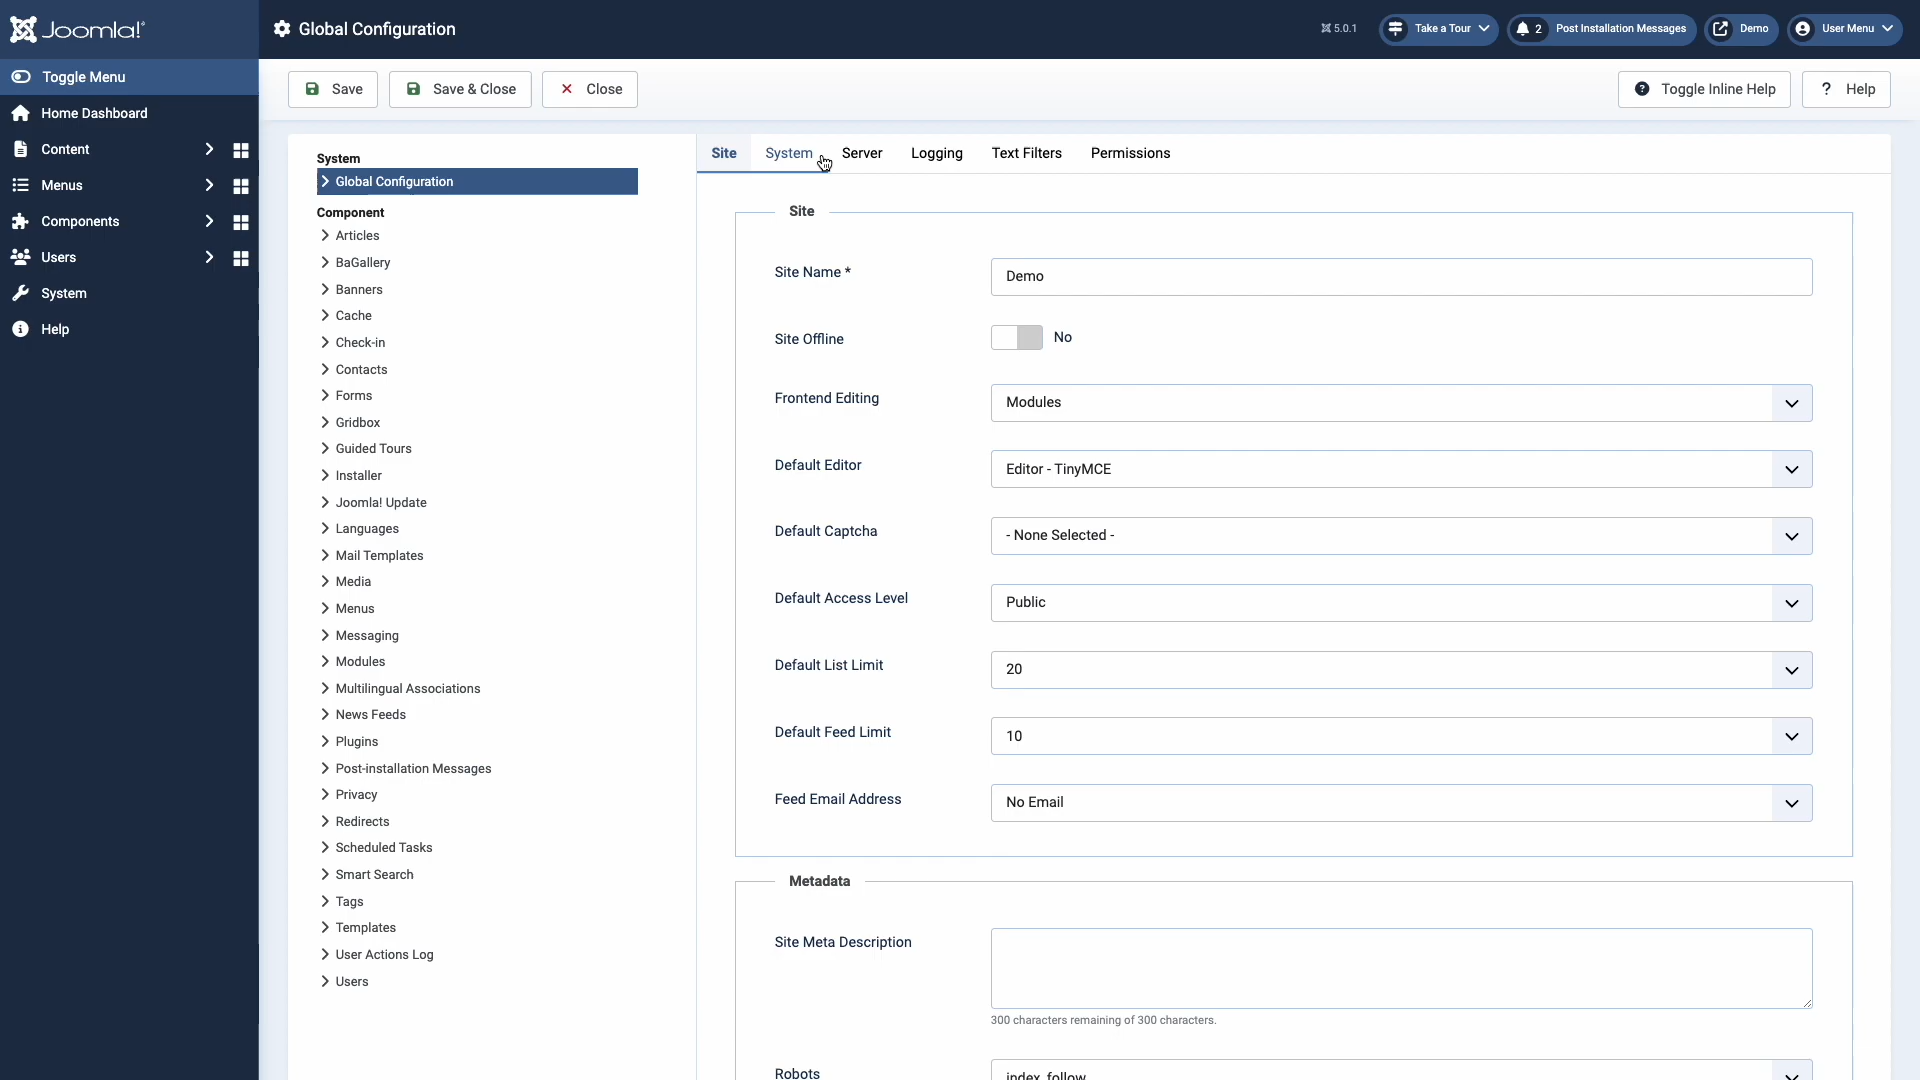 Joomla!
Global Configuration
5.0.1
Take a Tour
2
Post Installation Messages
Demo
User Menu
Toggle Menu
Home Dashboard
Content
Menus
Components
Users
System
Help
Save
Save & Close
Close
Toggle Inline Help
? Help
System
Global Configuration
Component
Articles
BaGallery
Banners
Cache
Check-in
Contacts
Forms
Gridbox
Guided Tours
Installer
Joomla! Update
Languages
Mail Templates
Media
Menus
Messaging
Modules
Multilingual Associations
News Feeds
Plugins
Post-installation Messages
Privacy
Redirects
Scheduled Tasks
Smart Search
Tags
Templates
User Actions Log
Users
Site
System
Server
Logging
Text Filters
Permissions
Site
Site Name *
Demo
Site Offline
No
Frontend Editing
Modules
Default Editor
Editor - TinyMCE
Default Captcha
- None Selected -
Default Access Level
Public
Default List Limit
20
Default Feed Limit
10
Feed Email Address
No Email
Metadata
Site Meta Description
300 characters remaining of 300 characters.
Robots
index, follow